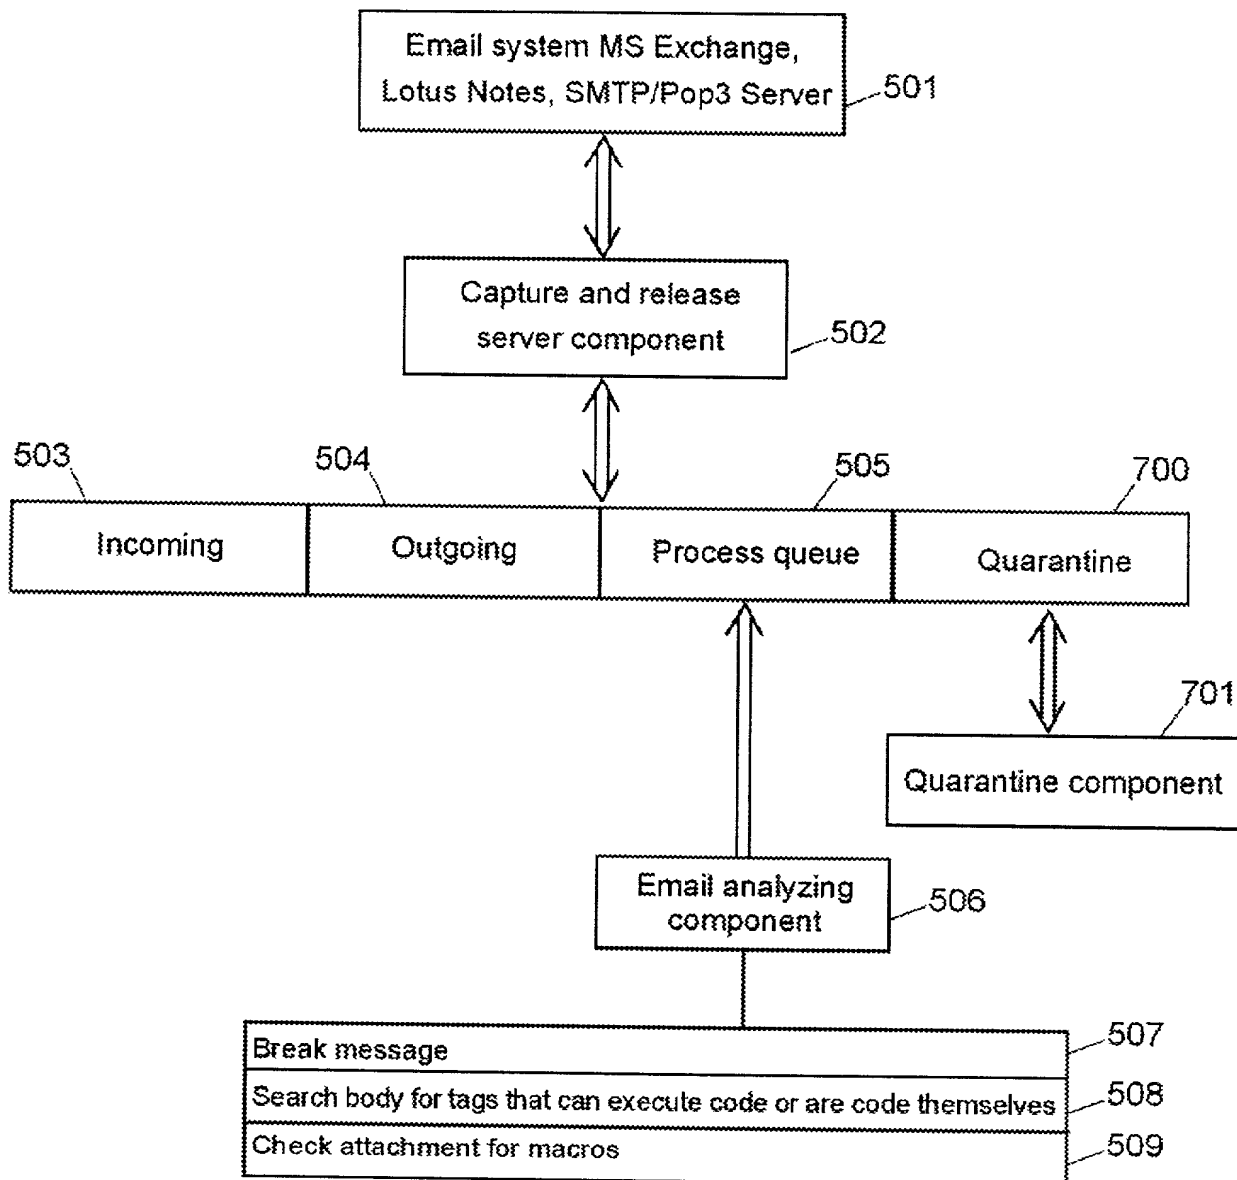 Email system MS Exchange,
Lotus Notes, SMTP/Pop3 Server
501
Capture and release
server component
502
503
504
505
700
Incoming
Outgoing
Process queue
Quarantine
701
Quarantine component
Email analyzing
component
506
Break message
507
Search body for tags that can execute code or are code themselves
508
Check attachment for macros
509